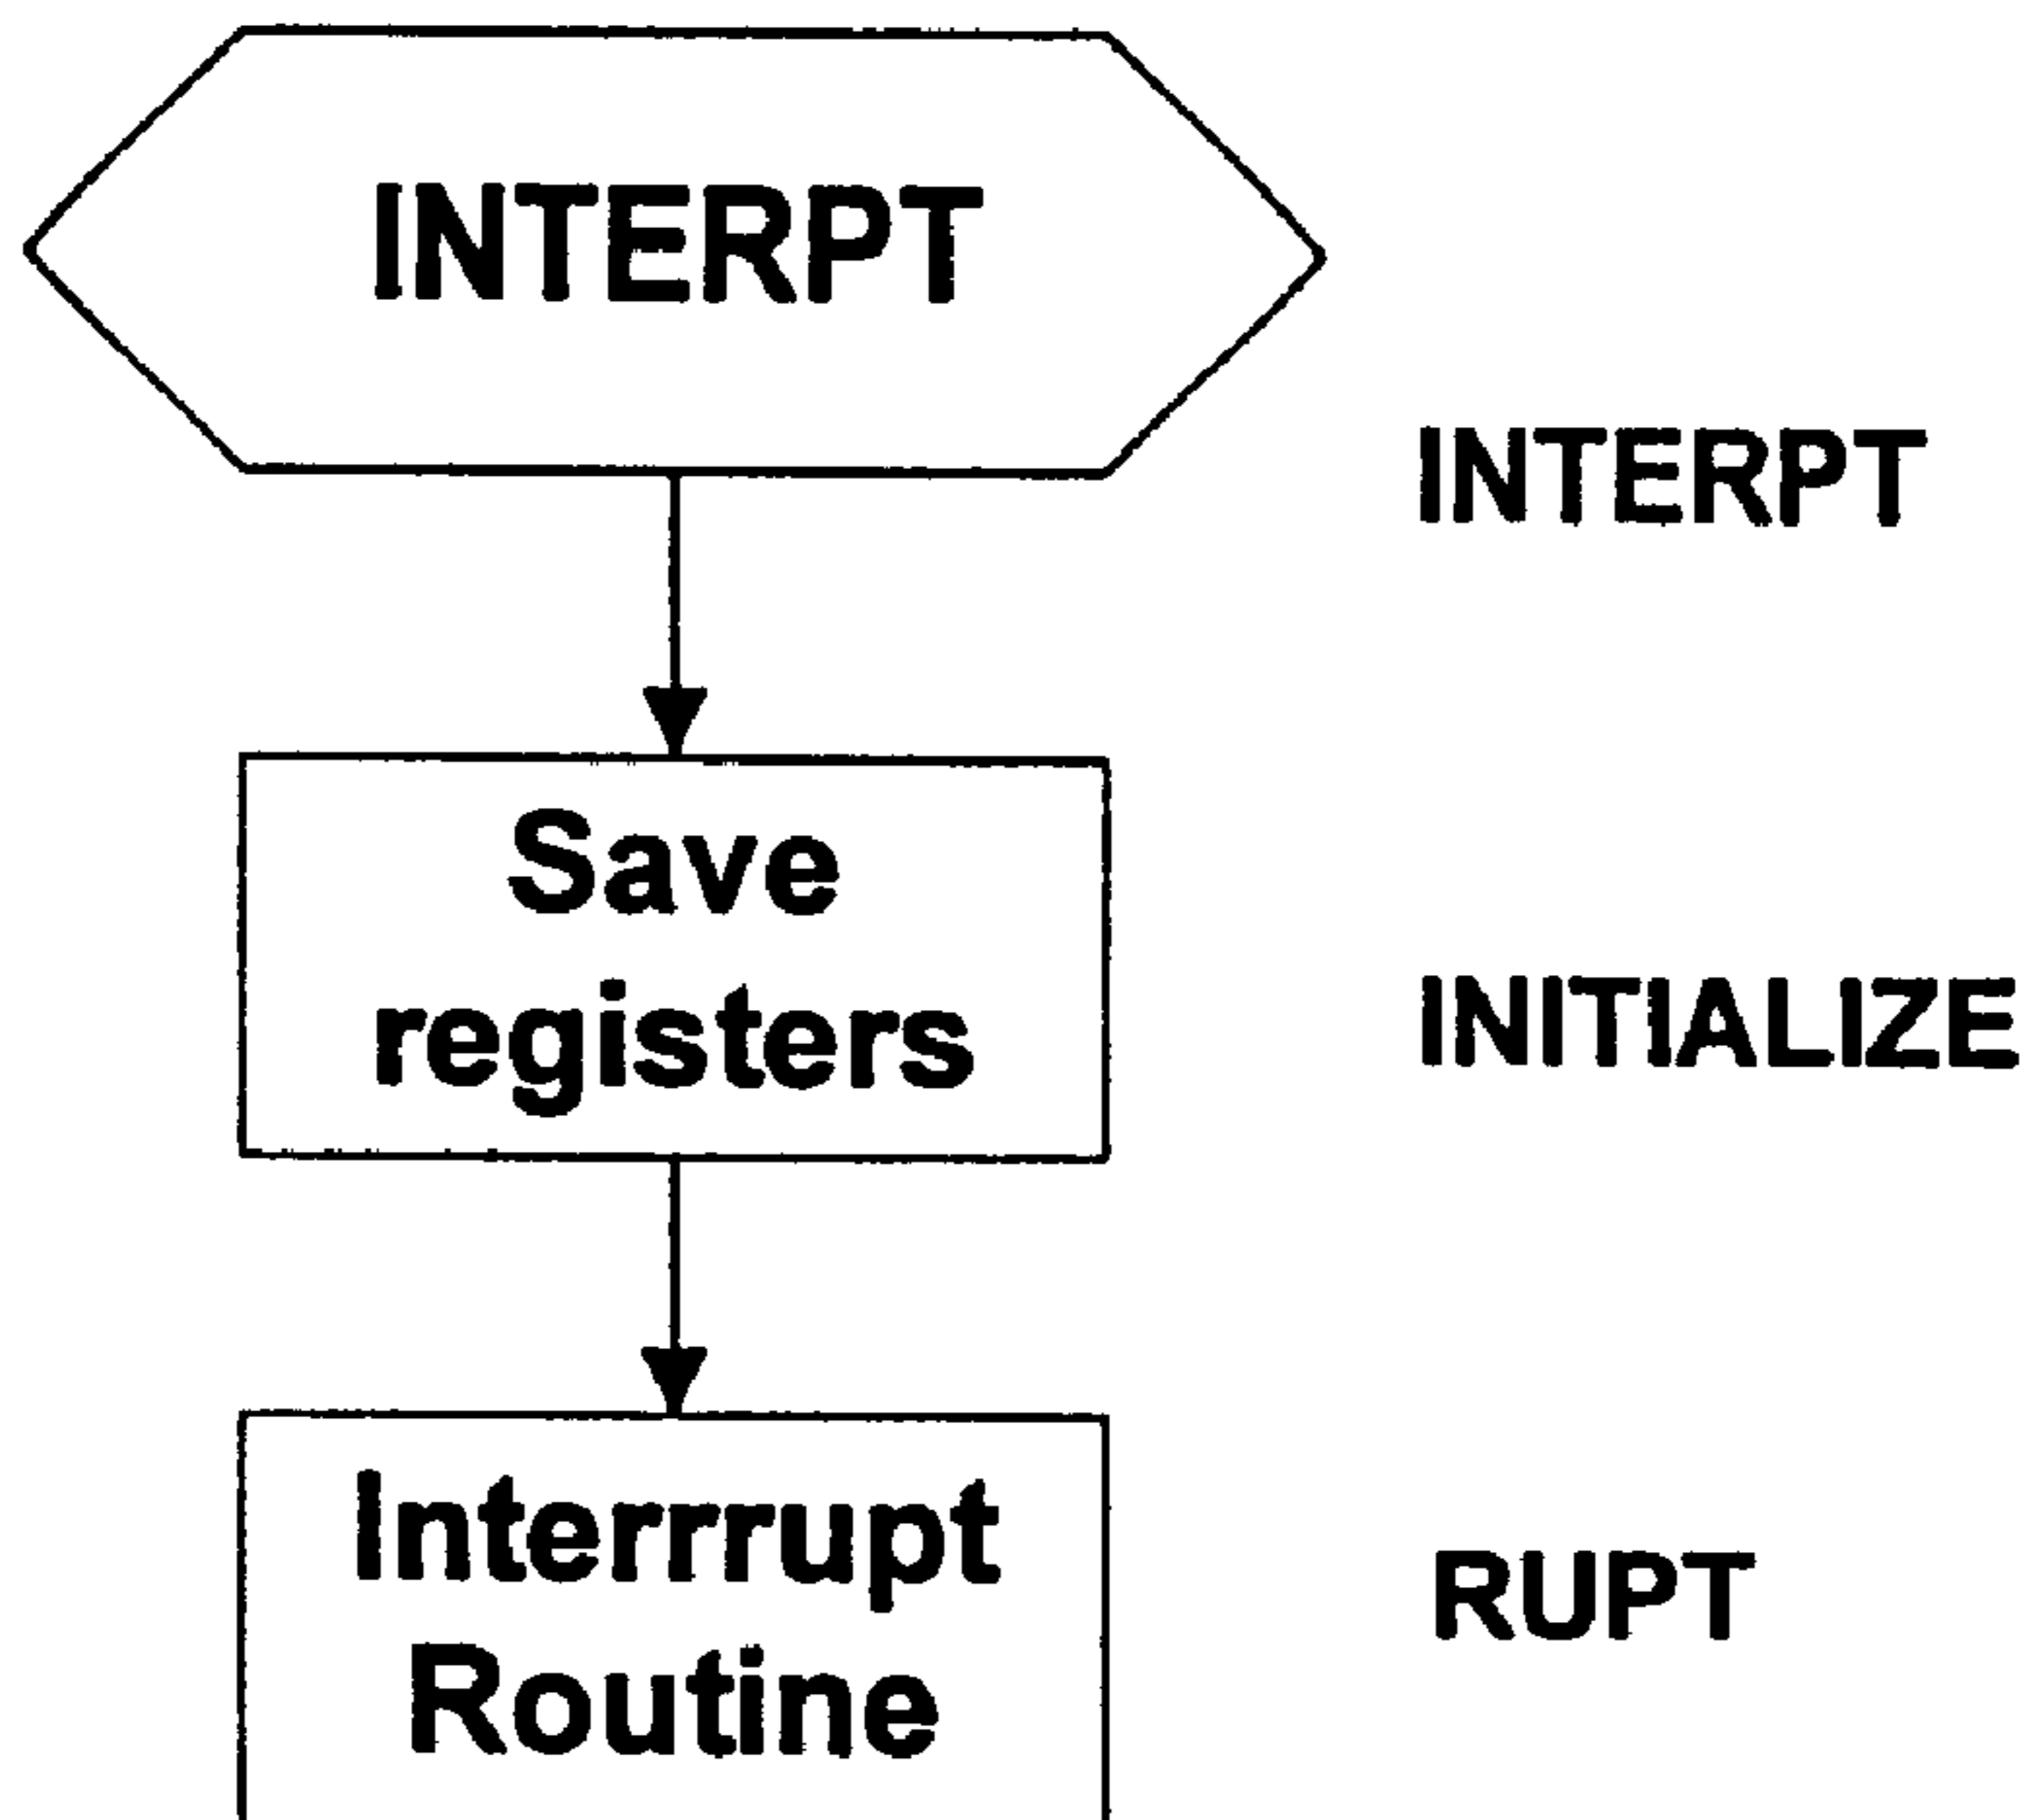 INTERPT
INTERPT
Save
registers
INITIALIZE
Interrrupt
Routine
RUPT